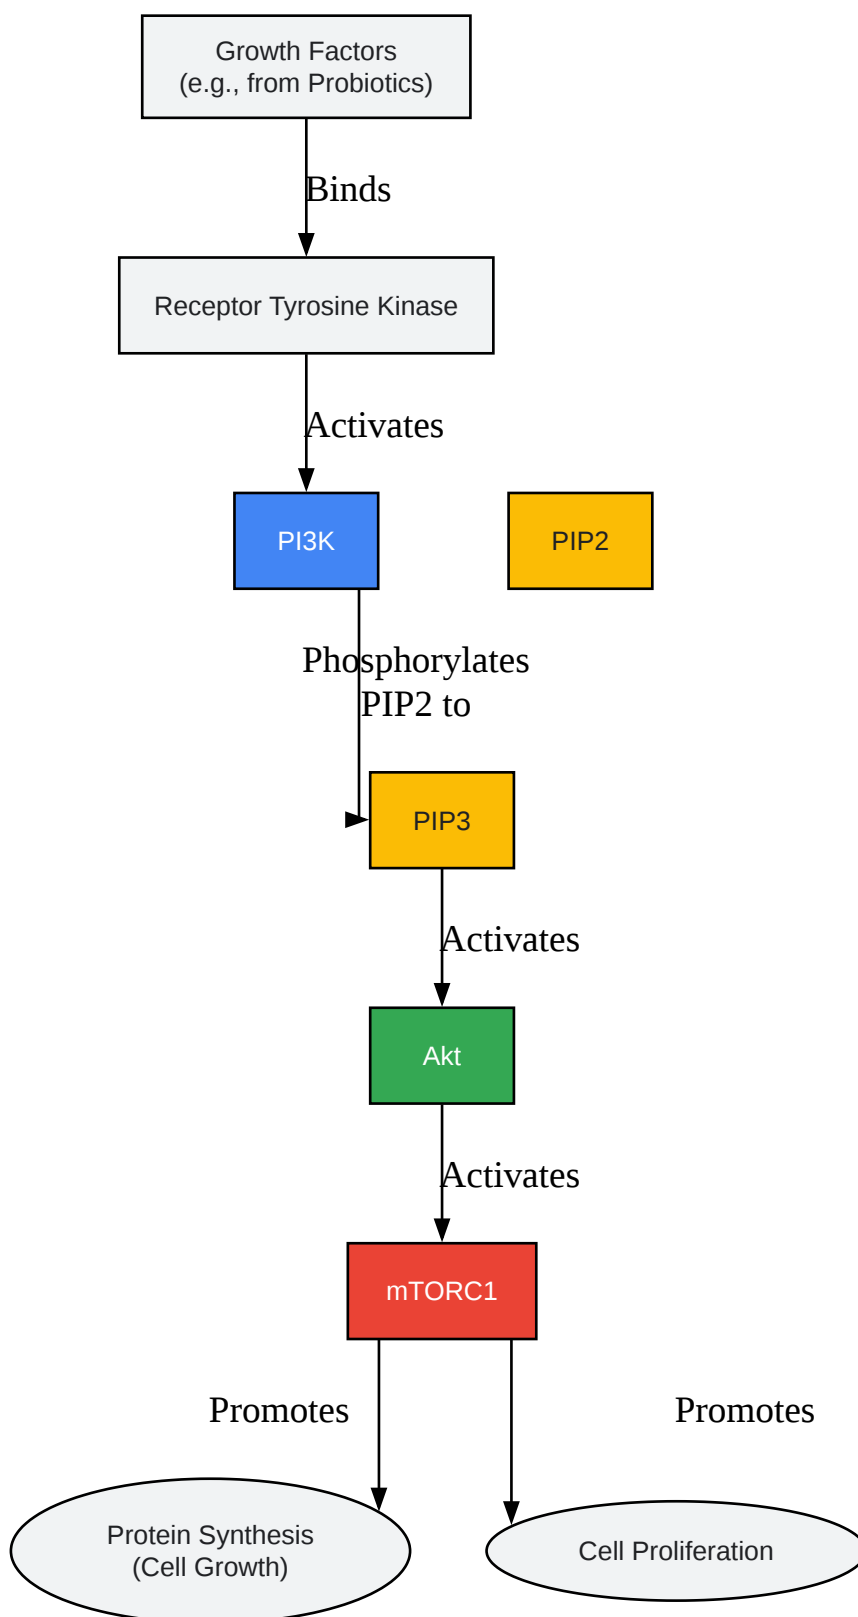 Growth Factors
(e.g., from Probiotics)
Binds
Receptor Tyrosine Kinase
Activates
PI3K
PIP2
Phosphorylates
PIP2 to
PIP3
Activates
Akt
Activates
mTORC1
Promotes
Promotes
Protein Synthesis
(Cell Growth)
Cell Proliferation